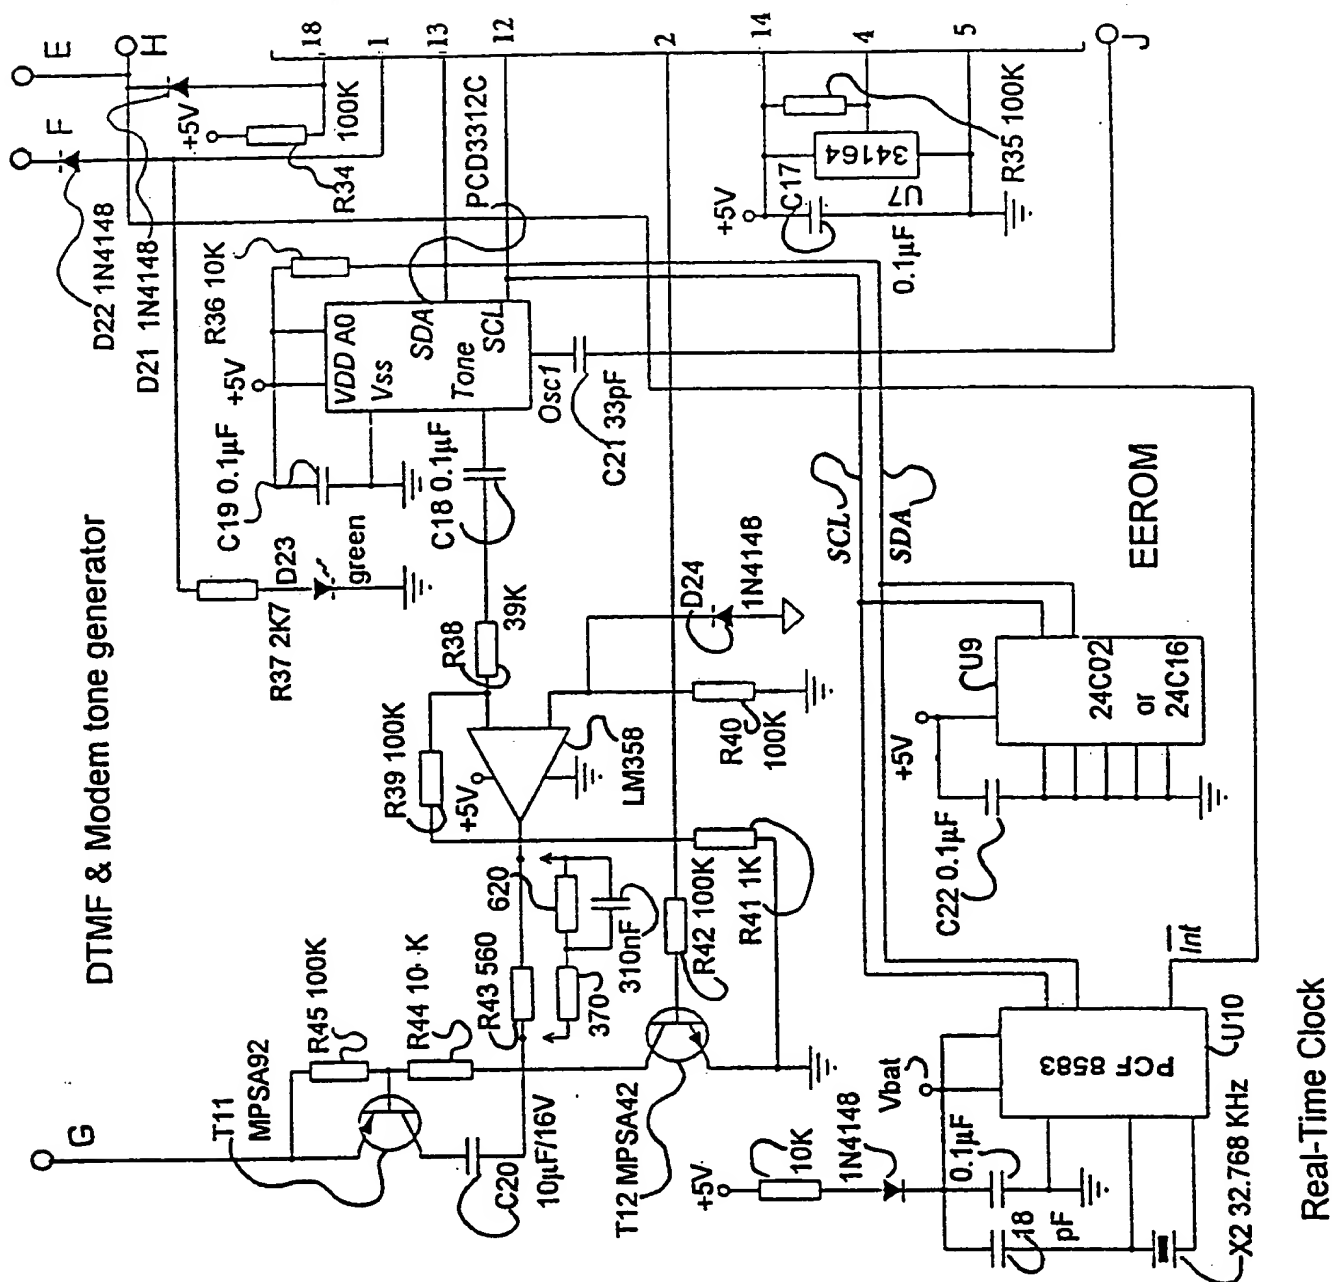 DTMF & Modem tone generator
E
F
H
G
J
18
1
13
12
2
14
4
5
D22 1N4148
D21 1N4148
+5V
R34
100K
R36 10K
PCD3312C
+5V
VDD A0
Vss
SDA
Tone
SCL
Osc1
C21 33pF
C19 0.1µF
C18 0.1µF
R37 2K7
D23
green
R38
39K
R39 100K
+5V
LM358
D24
1N4148
R40
100K
+5V
C17
0.1µF
34164
U7
R35 100K
R45 100K
R44 10·K
T11
MPSA92
C20
10µF/16V
R43 560
620
370
310nF
R42 100K
R41 1K
T12 MPSA42
SCL
SDA
EEROM
U9
24C02
or
24C16
+5V
C22 0.1µF
Vbat
+5V
10K
1N4148
0.1µF
18
pF
PCF 8583
Int
U10
X2 32.768 KHz
Real-Time Clock